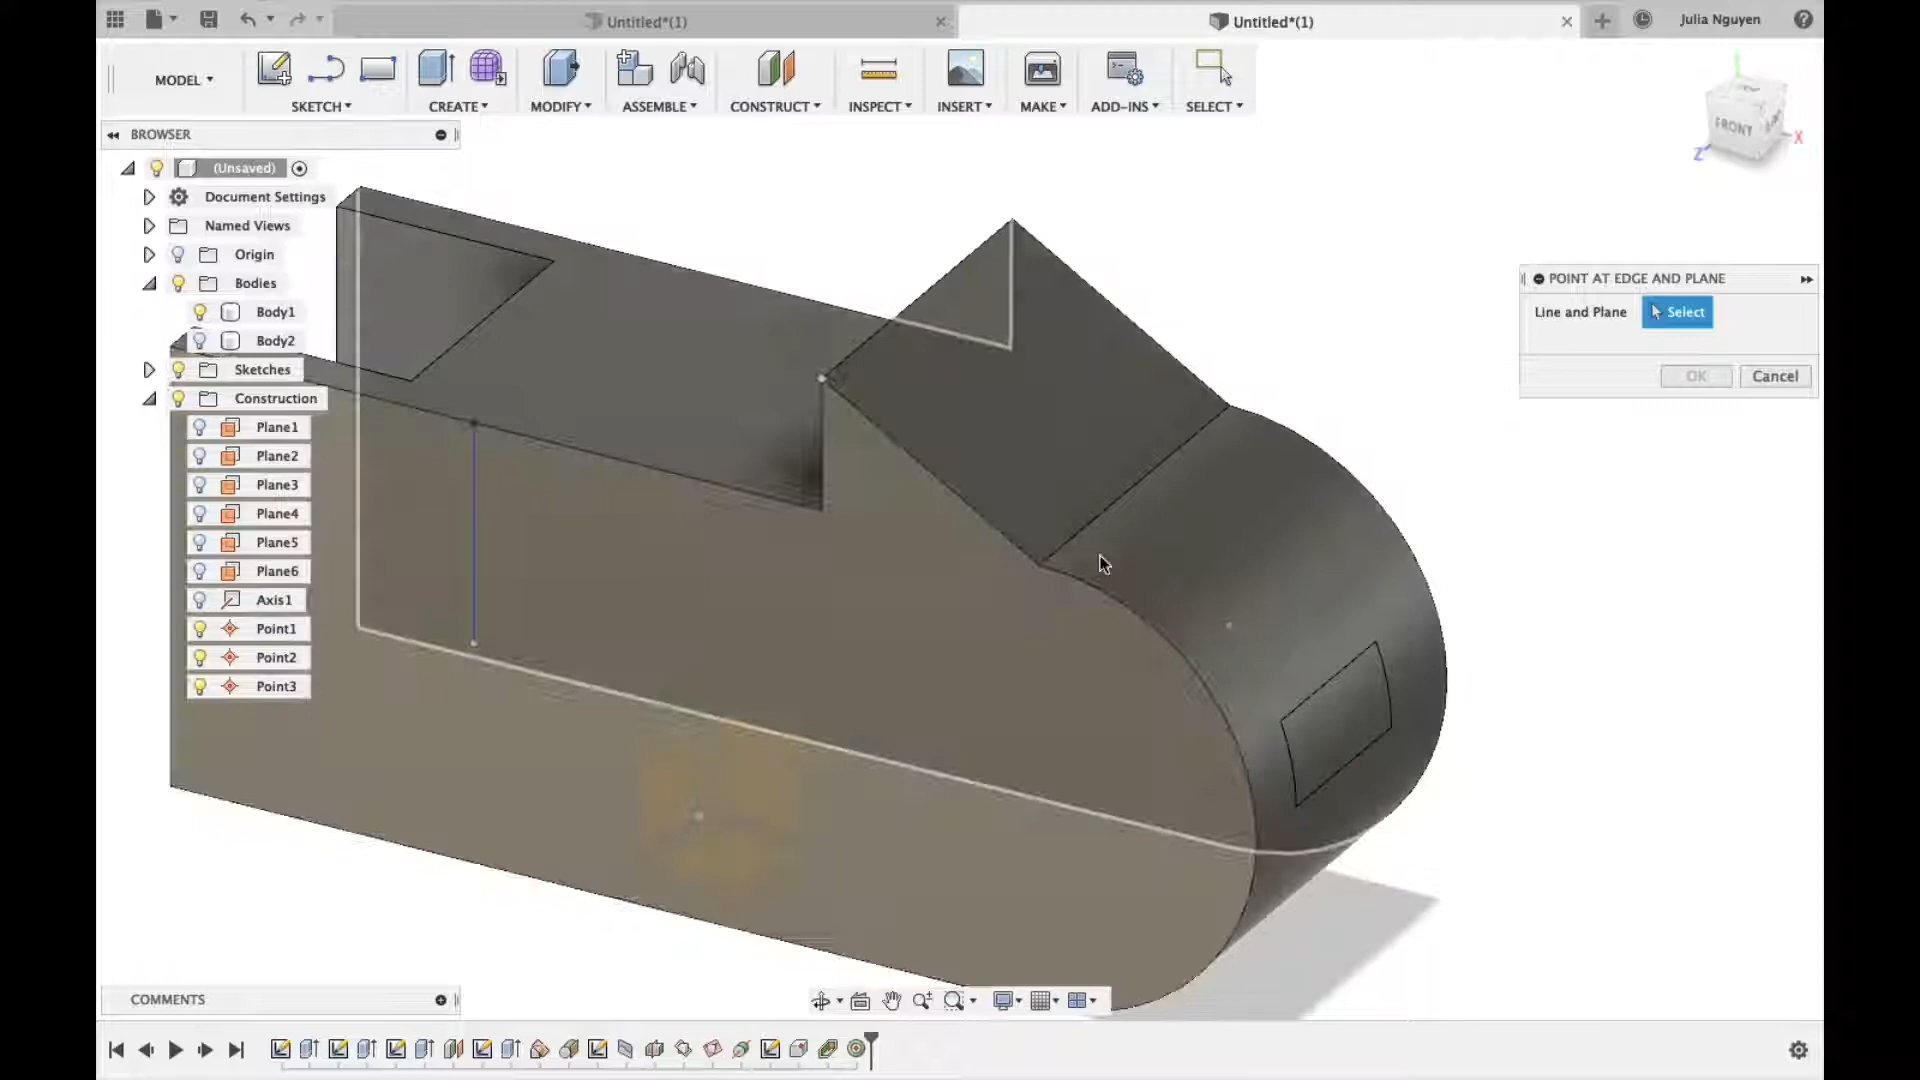 Untitled*(1)
Untitled*(1)
Julia Nguyen
MODEL
SKETCH
CREATE
MODIFY
ASSEMBLE
CONSTRUCT
INSPECT
INSERT
MAKE
ADD-INS
SELECT
BROWSER
(Unsaved)
Document Settings
Named Views
Origin
Bodies
Body1
Body2
Sketches
Construction
Plane1
Plane2
Plane3
Plane4
Plane5
Plane6
Axis1
Point1
Point2
Point3
FRONT
X
Z
POINT AT EDGE AND PLANE
Line and Plane Select
OK Cancel
COMMENTS